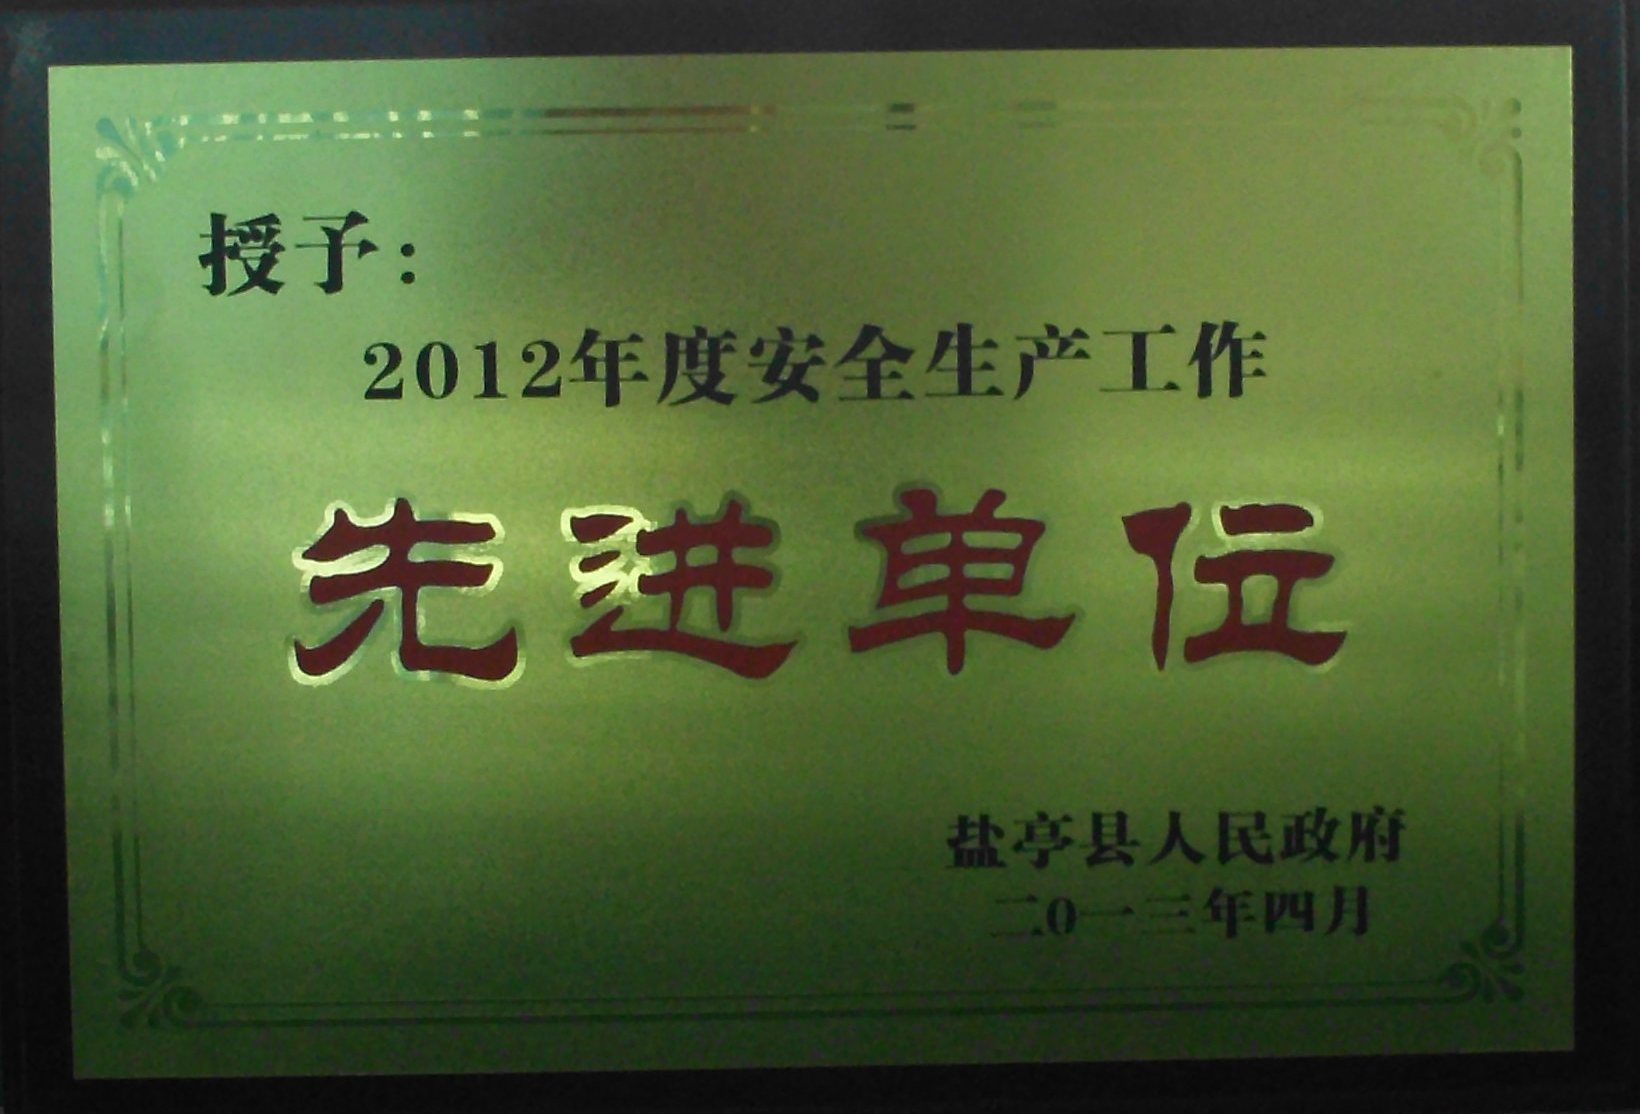 授予：
2012年度安全生产工作
先进单位
盐亭县人民政府
二0一三年四月